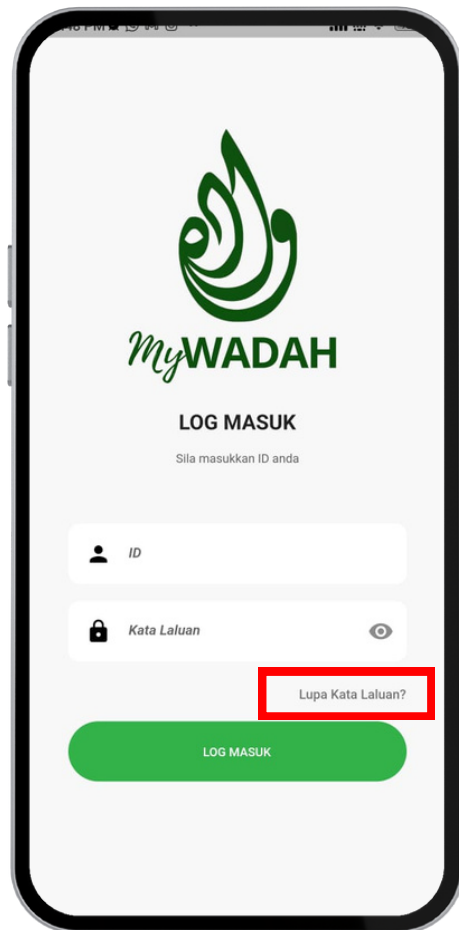 MyWADAH
LOG MASUK
Sila masukkan ID anda
ID
Kata Laluan
Lupa Kata Laluan?
LOG MASUK